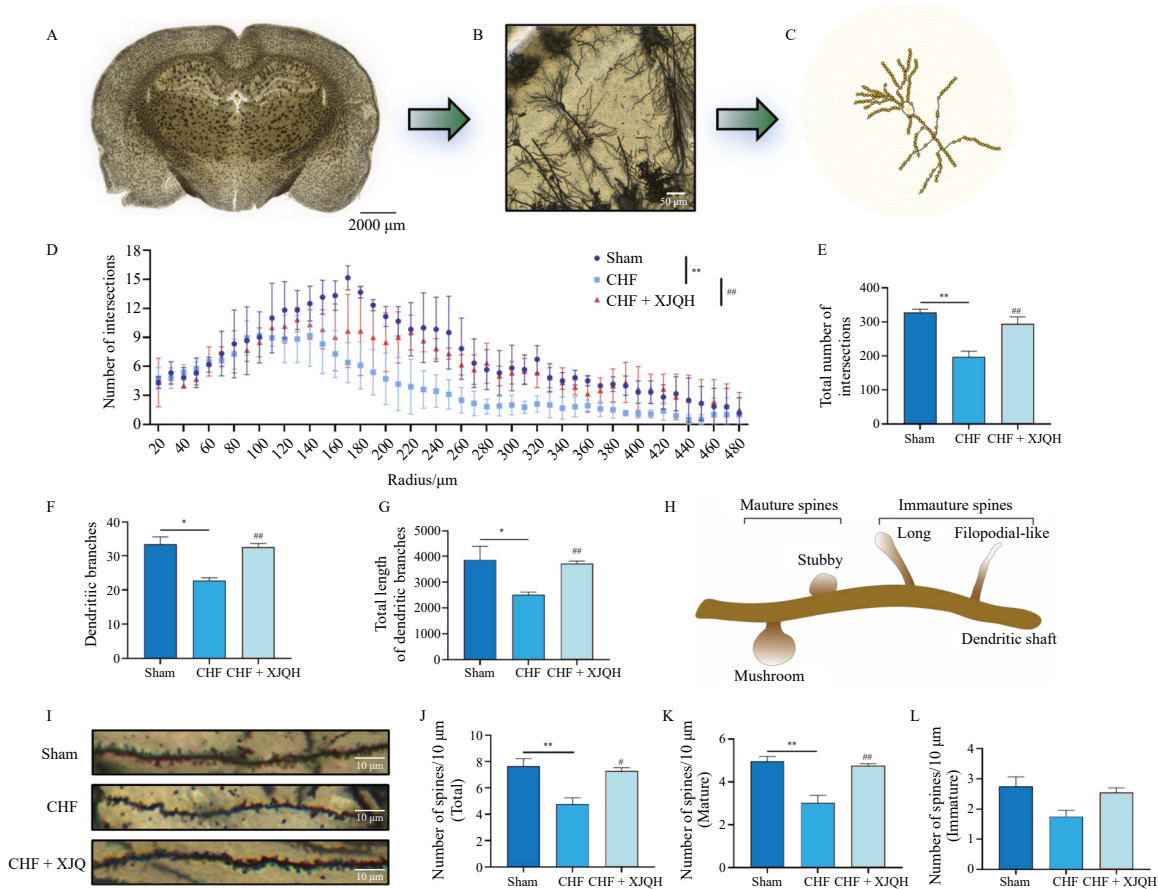 A
B
C
2000 μm
50 μm
D
Number of intersections
18
15
12
9
6
3
0
20
40
60
80
100
120
140
160
180
200
220
240
260
280
300
320
340
360
380
400
420
440
460
480
Radius/μm
Sham
CHF
CHF + XJQH
**
##
E
Total number of
intersections
400
300
200
100
0
**
##
Sham
CHF
CHF + XJQH
F
Dendritiic branches
40
30
20
10
0
*
##
Sham
CHF
CHF + XJQH
G
Total length
of dendritic branches
5000
4000
3000
2000
1000
0
*
##
Sham
CHF
CHF + XJQH
H
Mauture spines
Immauture spines
Stubby
Long
Filopodial-like
Dendritic shaft
Mushroom
I
Sham
10 μm
CHF
10 μm
CHF + XJQ
10 μm
J
Number of spines/10 μm
(Total)
10
8
6
4
2
0
**
#
Sham
CHF
CHF + XJQH
K
Number of spines/10 μm
(Mature)
6
4
2
0
**
##
Sham
CHF
CHF + XJQH
L
Number of spines/10 μm
(Immature)
4
3
2
1
0
Sham
CHF
CHF + XJQH